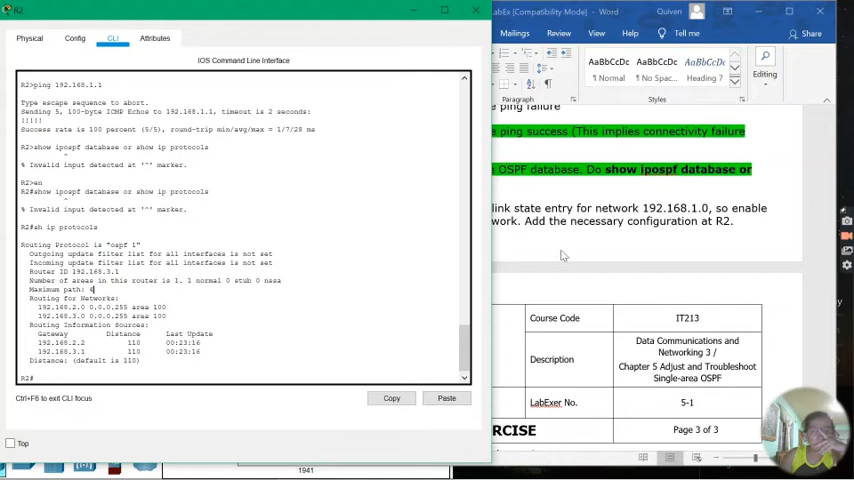 R2
LabEx [Compatibility Mode] - Word
Quiven
Physical
Config
CLI
Attributes
Mailings
Review
View
Help
Tell me
Share
IOS Command Line Interface
AaBbCcDc
AaBbCcDc
AaBbCcD
¶ Normal
¶ No Spac...
Heading 7
Editing
Paragraph
Styles
R2>ping 192.168.1.1
Type escape sequence to abort.
Sending 5, 100-byte ICMP Echos to 192.168.1.1, timeout is 2 seconds:
!!!!!
Success rate is 100 percent (5/5), round-trip min/avg/max = 1/7/28 ms
R2>show ipospf database or show ip protocols
^
% Invalid input detected at '^' marker.
R2>en
R2#show ipospf database or show ip protocols
^
% Invalid input detected at '^' marker.
R2#sh ip protocols
Routing Protocol is "ospf 1"
Outgoing update filter list for all interfaces is not set
Incoming update filter list for all interfaces is not set
Router ID 192.168.3.1
Number of areas in this router is 1. 1 normal 0 stub 0 nssa
Maximum path: 4
Routing for Networks:
192.168.2.0 0.0.0.255 area 100
192.168.3.0 0.0.0.255 area 100
Routing Information Sources:
Gateway Distance Last Update
192.168.2.2 110 00:23:16
192.168.3.1 110 00:23:16
Distance: (default is 110)
R2#
Ctrl+F6 to exit CLI focus
Copy
Paste
Top
1941
e ping failure
e ping success (This implies connectivity failure
a OSPF database. Do show ipospf database or
link state entry for network 192.168.1.0, so enable
work. Add the necessary configuration at R2.
Course Code
IT213
Description
Data Communications and
Networking 3 /
Chapter 5 Adjust and Troubleshoot
Single-area OSPF
LabExer No.
5-1
RCISE
Page 3 of 3